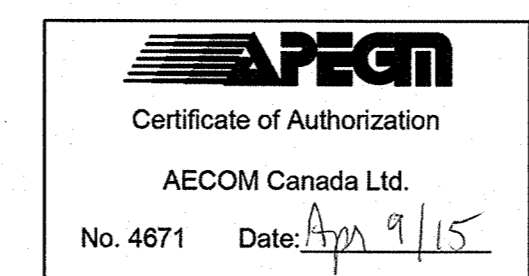 APEGM
Certificate of Authorization
AECOM Canada Ltd.
No. 4671 Date: Apr 9/15